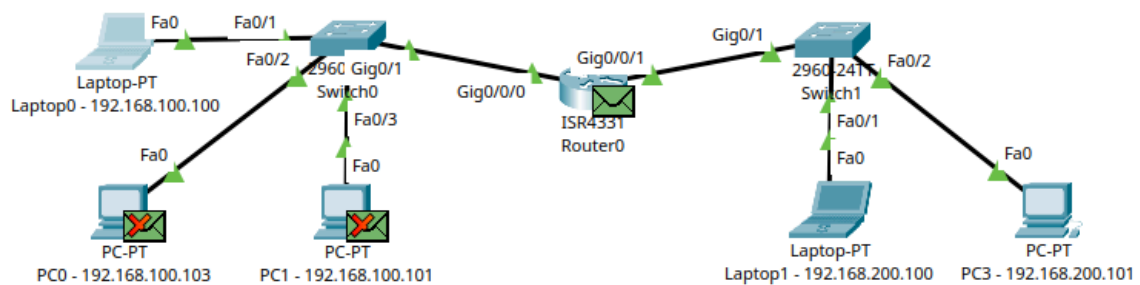 Fa0
Fa0/1
Laptop-PT
Laptop0 - 192.168.100.100
Fa0/2
2960
Gig0/1
Switch0
Fa0/3
Fa0
Fa0
PC-PT
PC0 - 192.168.100.103
PC-PT
PC1 - 192.168.100.101
Gig0/0/0
Gig0/0/1
ISR4331
Router0
Gig0/1
2960-24TT
Switch1
Fa0/2
Fa0/1
Fa0
Fa0
Laptop-PT
Laptop1 - 192.168.200.100
PC-PT
PC3 - 192.168.200.101